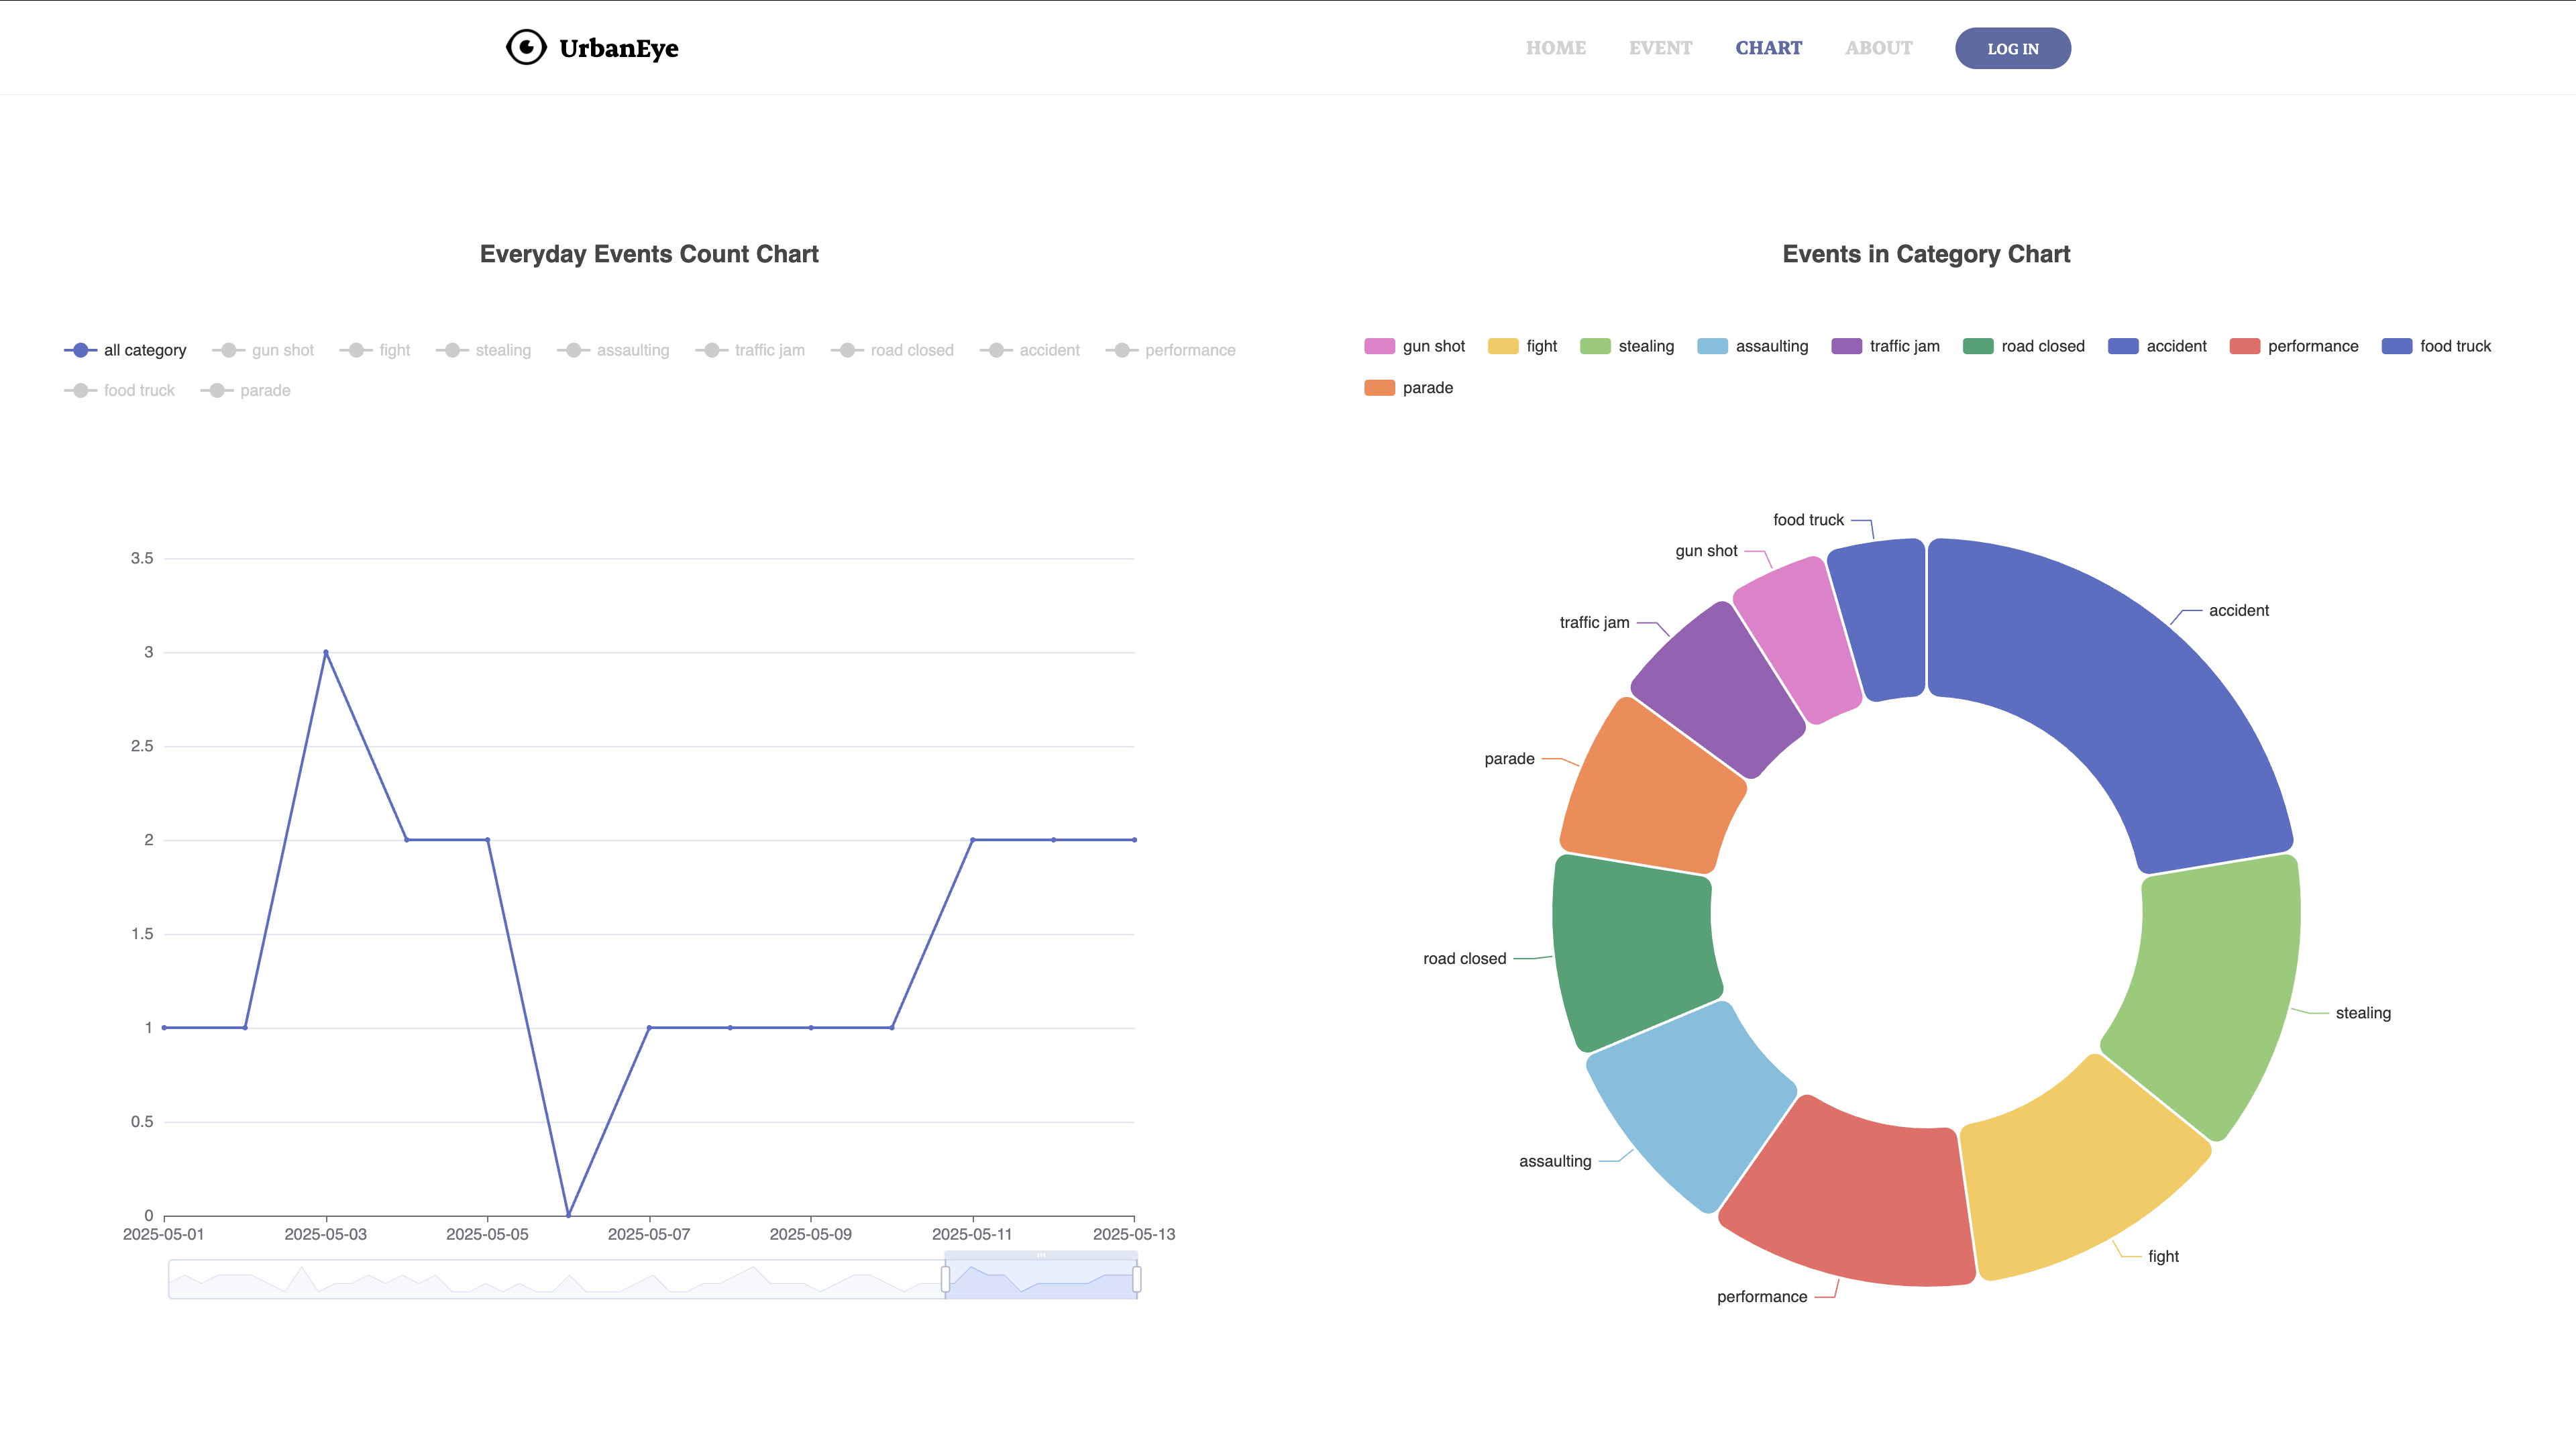 UrbanEye
HOME EVENT CHART ABOUT LOG IN
Everyday Events Count Chart
all category gun shot fight stealing assaulting traffic jam road closed accident performance
food truck parade
3.5
3
2.5
2
1.5
1
0.5
0
2025-05-01 2025-05-03 2025-05-05 2025-05-07 2025-05-09 2025-05-11 2025-05-13
Events in Category Chart
gun shot fight stealing assaulting traffic jam road closed accident performance food truck
parade
food truck
gun shot
accident
traffic jam
parade
road closed
stealing
assaulting
fight
performance